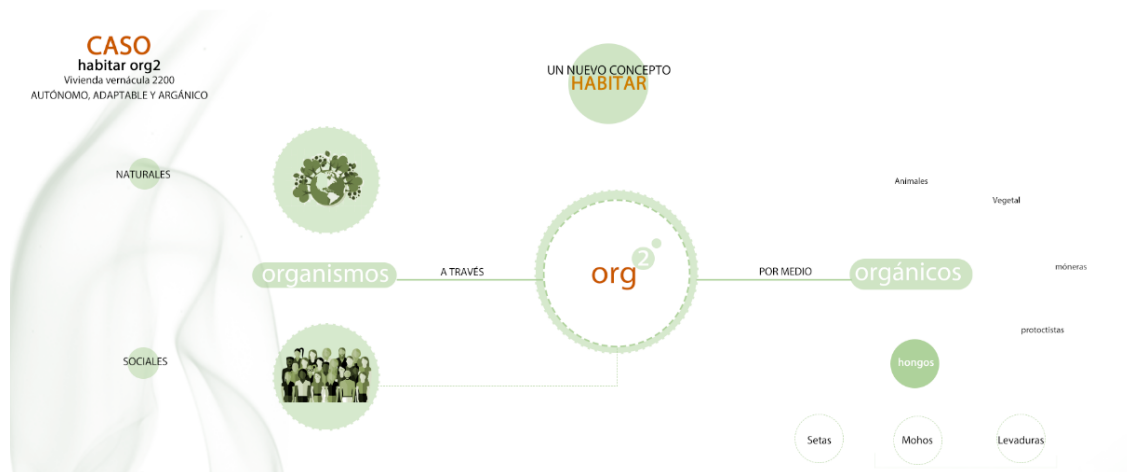 CASO
habitar org2
Vivienda vernácula 2200
AUTÓNOMO, ADAPTABLE Y ARGÁNICO
UN NUEVO CONCEPTO
HABITAR
NATURALES
organismos
A TRAVÉS
org2
POR MEDIO
orgánicos
SOCIALES
Animales
Vegetal
móneras
protoctistas
hongos
Setas
Mohos
Levaduras